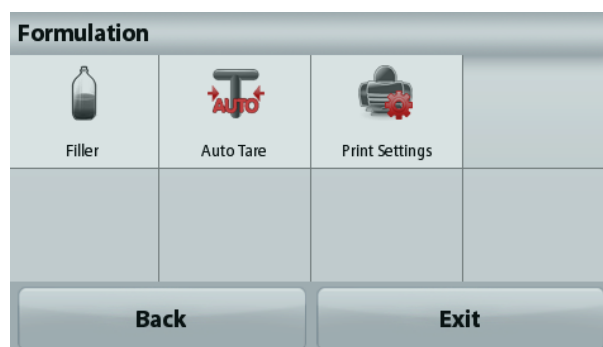 Formulation
AUTO
Filler
Auto Tare
Print Settings
Back
Exit